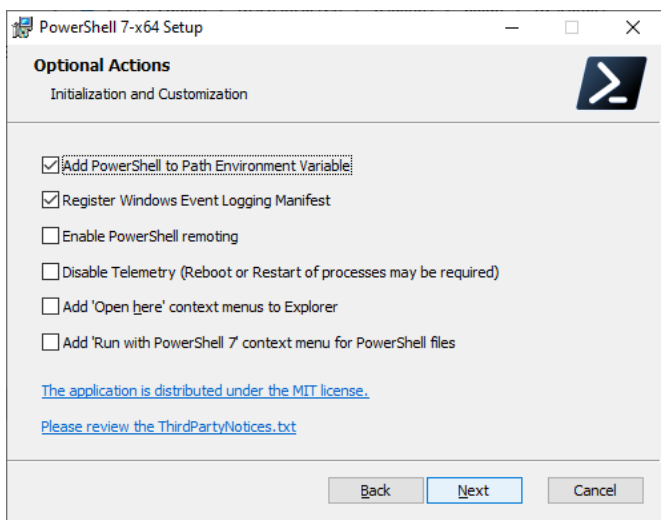 PowerShell 7-x64 Setup
Optional Actions
Initialization and Customization
Add PowerShell to Path Environment Variable
Register Windows Event Logging Manifest
Enable PowerShell remoting
Disable Telemetry (Reboot or Restart of processes may be required)
Add 'Open here' context menus to Explorer
Add 'Run with PowerShell 7' context menu for PowerShell files
The application is distributed under the MIT license.
Please review the ThirdPartyNotices.txt
Back Next Cancel